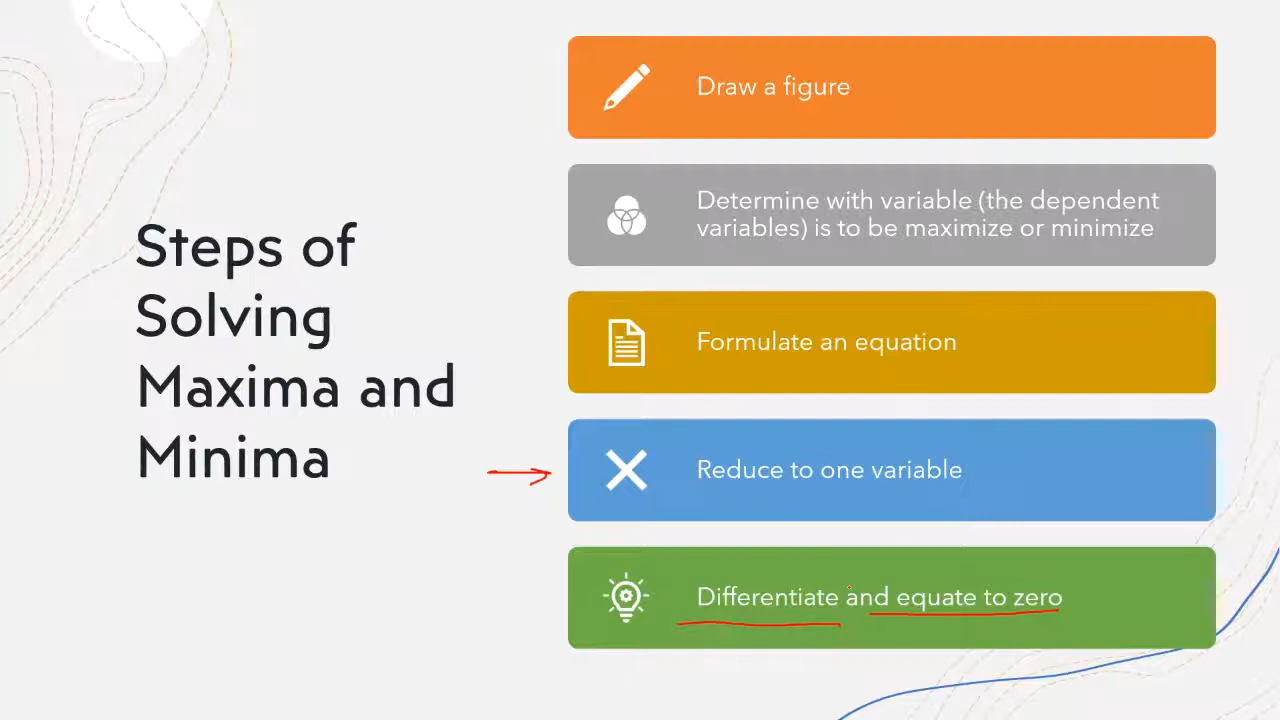 Steps of
Solving
Maxima and
Minima
Draw a figure
Determine with variable (the dependent
variables) is to be maximize or minimize
Formulate an equation
Reduce to one variable
Differentiate and equate to zero